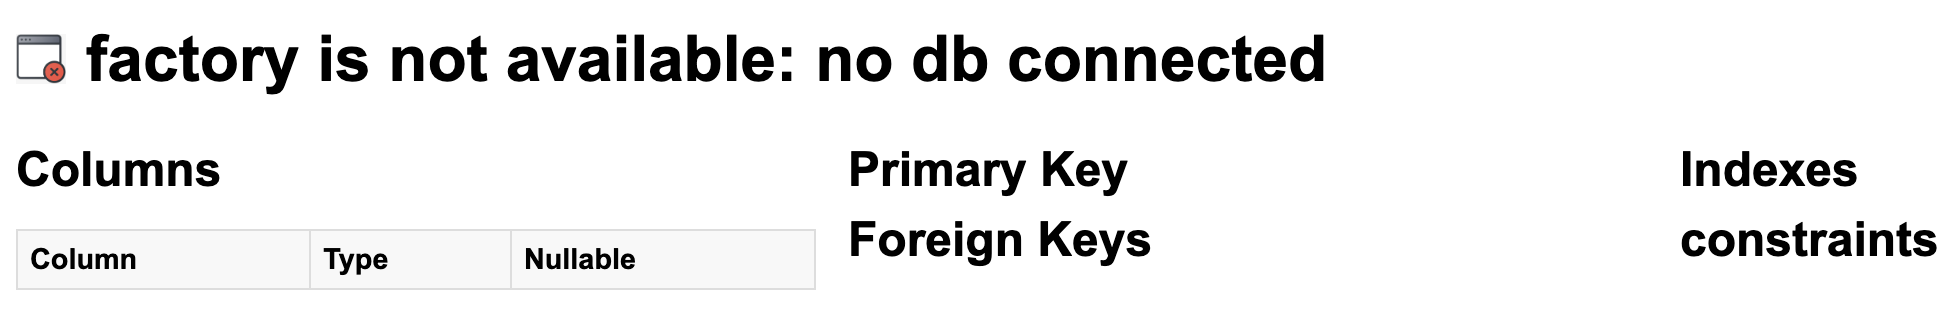 factory is not available: no db connected
Columns
Column Type Nullable
Primary Key
Foreign Keys
Indexes
constraints